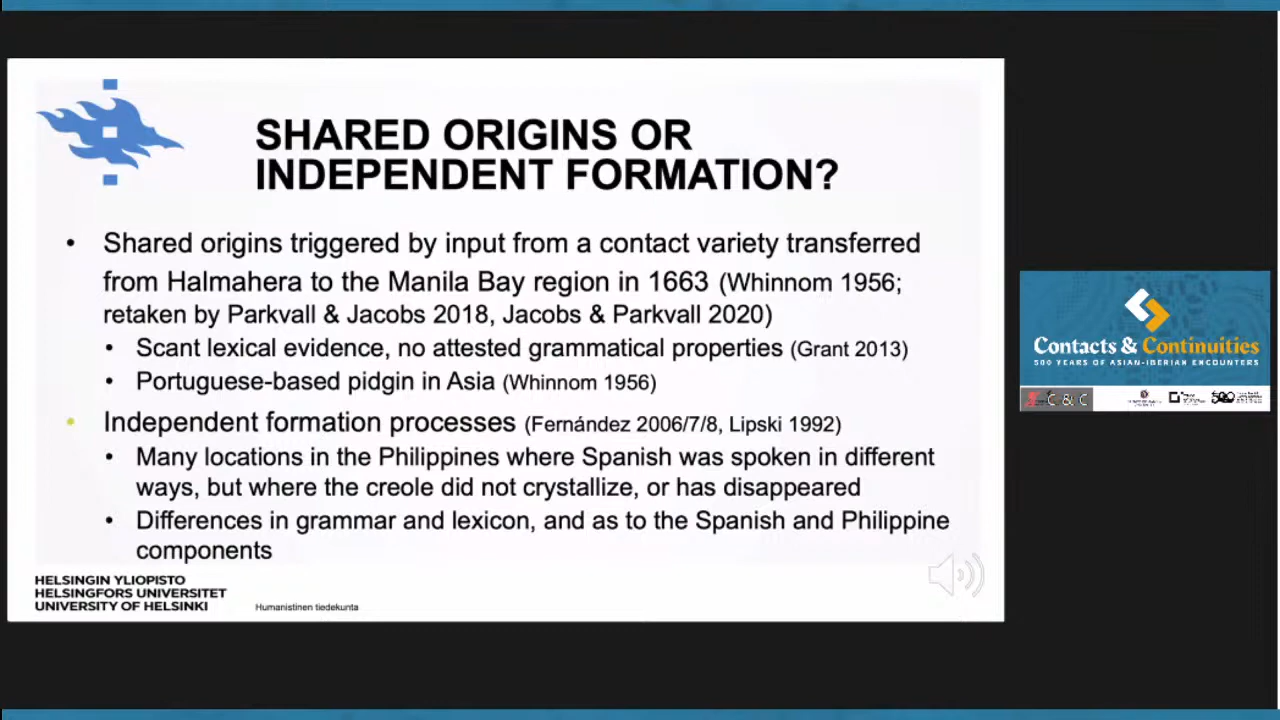 SHARED ORIGINS OR
INDEPENDENT FORMATION?
• Shared origins triggered by input from a contact variety transferred
from Halmahera to the Manila Bay region in 1663 (Whinnom 1956;
retaken by Parkvall & Jacobs 2018, Jacobs & Parkvall 2020)
• Scant lexical evidence, no attested grammatical properties (Grant 2013)
• Portuguese-based pidgin in Asia (Whinnom 1956)
• Independent formation processes (Fernández 2006/7/8, Lipski 1992)
• Many locations in the Philippines where Spanish was spoken in different
ways, but where the creole did not crystallize, or has disappeared
• Differences in grammar and lexicon, and as to the Spanish and Philippine
components
HELSINGIN YLIOPISTO
HELSINGFORS UNIVERSITET
UNIVERSITY OF HELSINKI
Humanistinen tiedekunta
Contacts & Continuities
500 YEARS OF ASIAN-IBERIAN ENCOUNTERS
C & C